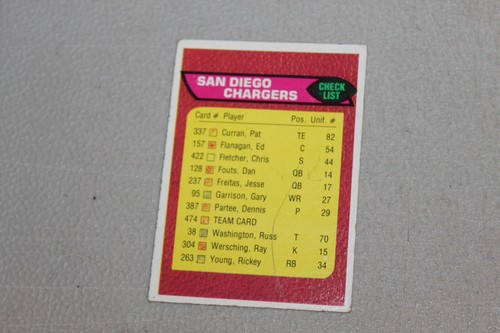 SAN DIEGO
CHARGERS
CHECK
LIST
Card # Player Pos. Unif. #
337 Curran, Pat TE 82
157 Flanagan, Ed C 54
422 Fletcher, Chris S 44
128 Fouts, Dan QB 14
237 Freitas, Jesse QB 17
95 Garrison, Gary WR 27
387 Partee, Dennis P 29
474 TEAM CARD
38 Washington, Russ T 70
304 Wersching, Ray K 15
263 Young, Rickey RB 34